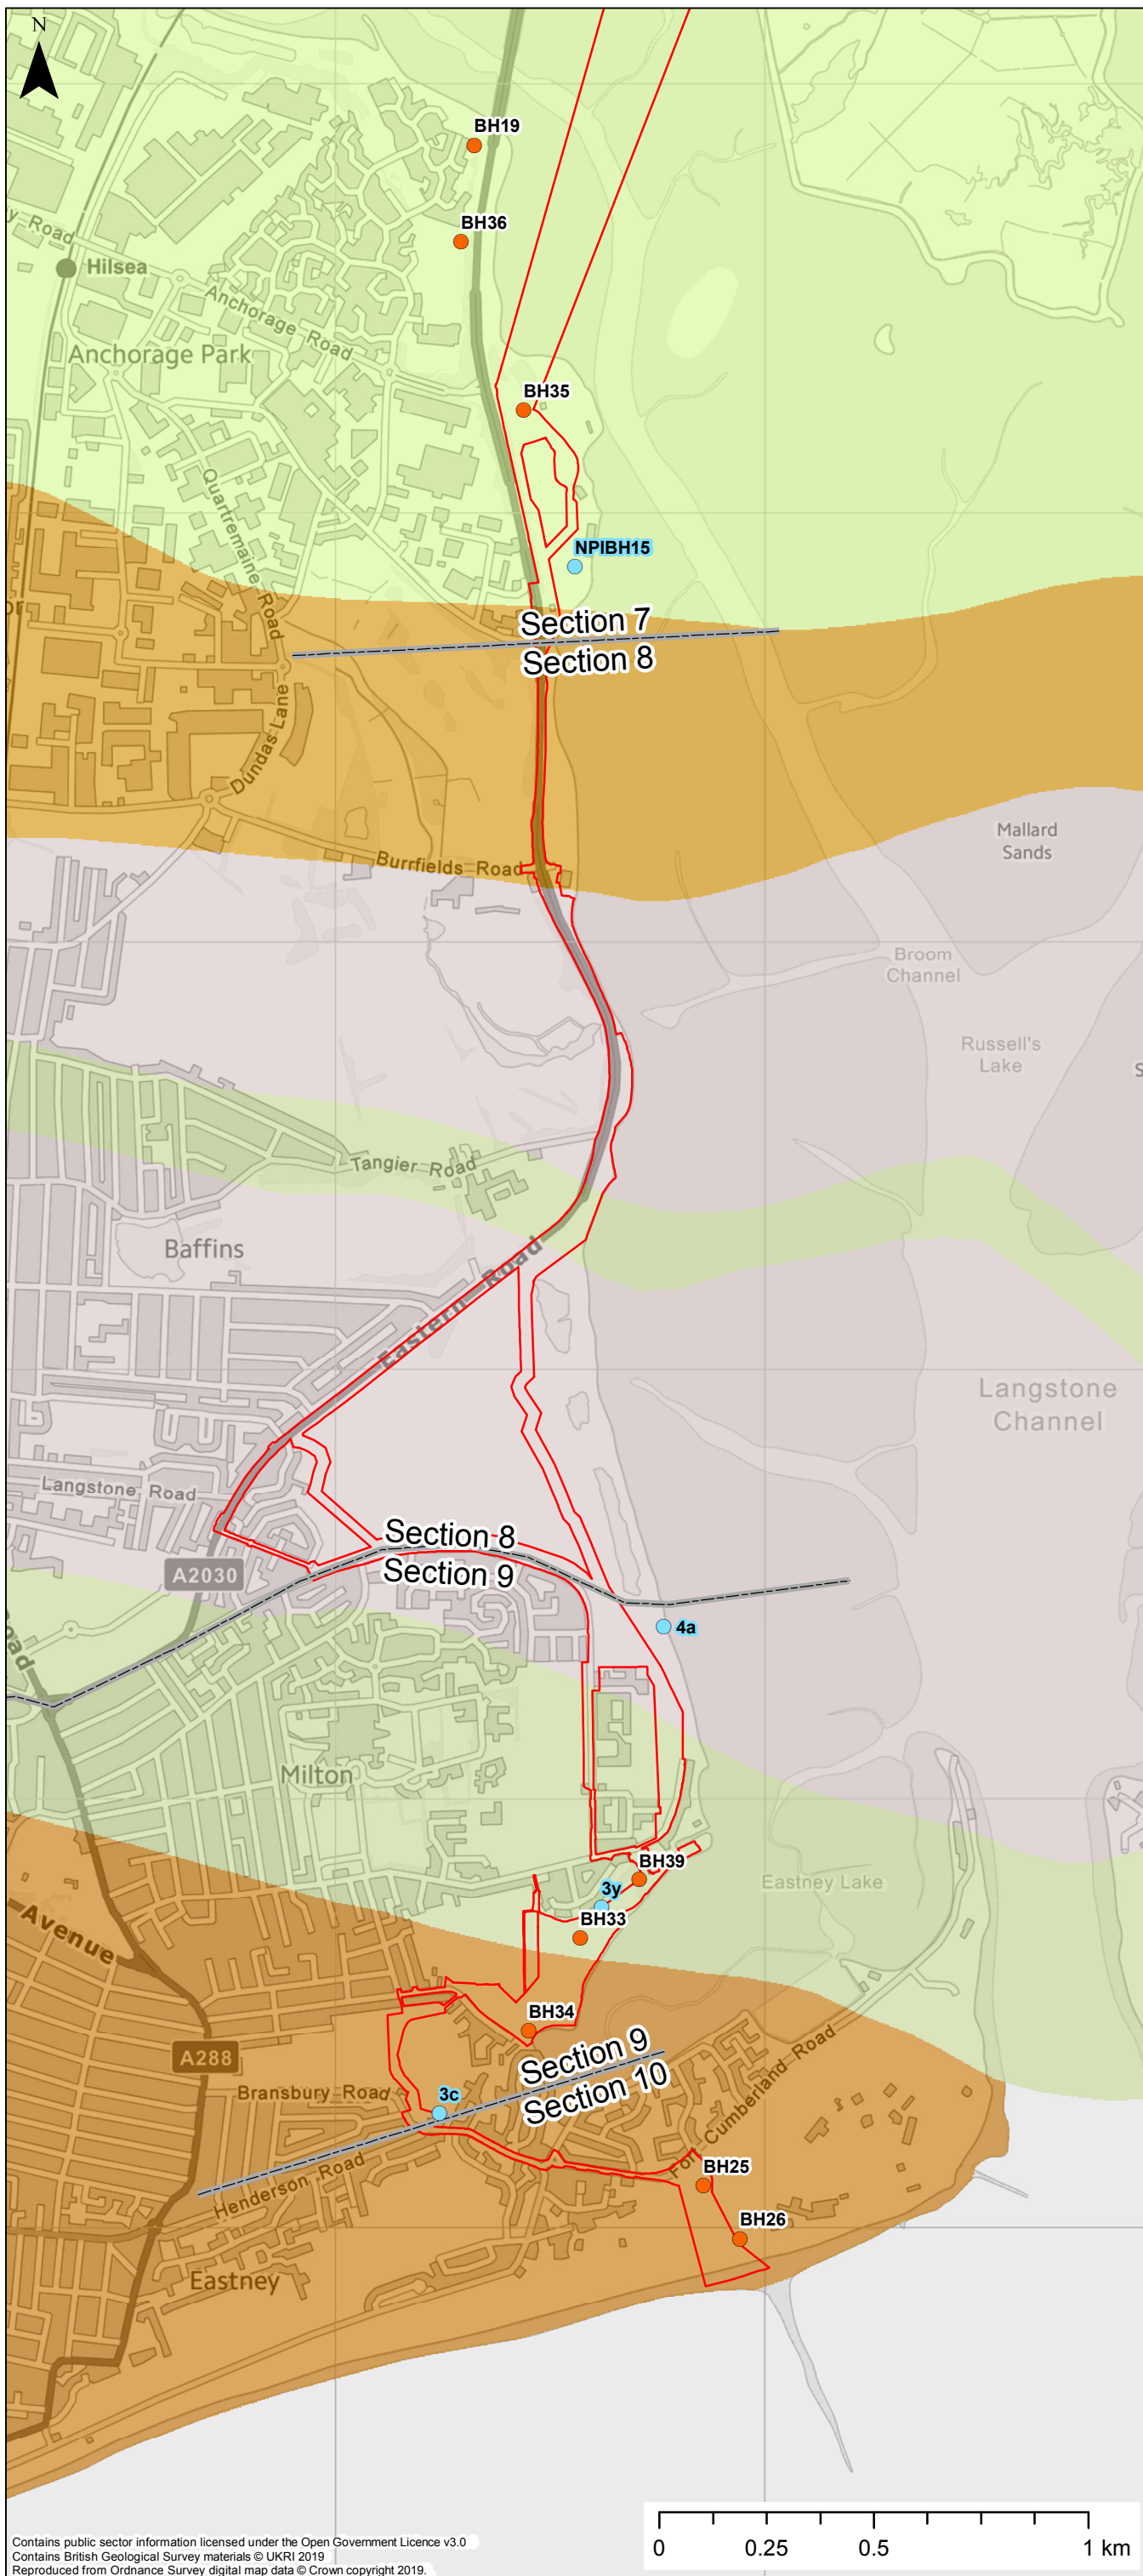 N
BH19
BH36
y Road
Hilsea
Anchorage Road
Anchorage Park
BH35
Quartremaine Road
NPIBH15
or
Section 7
Section 8
Dundas Lane
Mallard
Sands
Burrfields Road
Broom
Channel
Russell's
Lake
S
Tangier Road
Baffins
Eastern Road
Langstone
Channel
Langstone Road
Section 8
Section 9
A2030
4a
oad
Milton
BH39
3y
Eastney Lake
BH33
Avenue
BH34
A288
Section 9
Section 10
Fort Cumberland Road
Bransbury Road
3c
Henderson Road
BH25
BH26
Eastney
Contains public sector information licensed under the Open Government Licence v3.0
Contains British Geological Survey materials © UKRI 2019
Reproduced from Ordnance Survey digital map data © Crown copyright 2019.
0 0.25 0.5 1 km